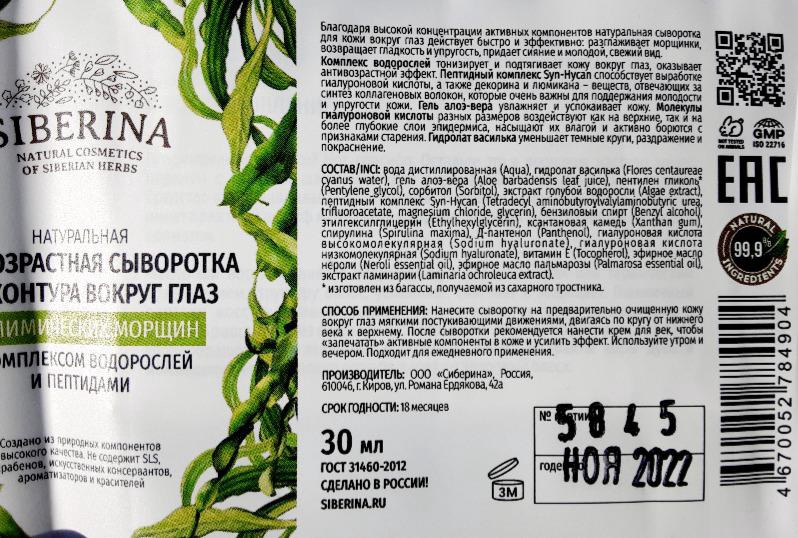 SIBERINA
NATURAL COSMETICS
OF SIBERIAN HERBS
НАТУРАЛЬНАЯ
ОЗРАСТНАЯ СЫВОРОТКА
КОНТУРА ВОКРУГ ГЛАЗ
МОРЩИН
ОМПЛЕКСОМ ВОДОРОСЛЕЙ
И ПЕПТИДАМИ
Создано из природных компонентов
высокого качества. Не содержит SLS,
рабенов, искусственных консервантов,
ароматизаторов и красителей
Благодаря высокой концентрации активных компонентов натуральная сыворотка
для кожи вокруг глаз действует быстро и эффективно: разглаживает морщинки,
возвращает гладкость и упругость, придает сияние и молодой, свежий вид.
Комплекс водорослей тонизирует и подтягивает кожу вокруг глаз, оказывает
антивозрастной эффект. Пептидный комплекс Syn-Hycan способствует выработке
гиалуроновой кислоты, а также декорина и люмикана – веществ, отвечающих за
синтез коллагеновых волокон, которые очень важны для поддержания молодости
и упругости кожи. Гель алоэ-вера увлажняет и успокаивает кожу. Молекулы
гиалуроновой кислоты разных размеров воздействуют как на верхние, так и на
более глубокие слои эпидермиса, насыщают их влагой и активно борются с
признаками старения. Гидролат василька уменьшает темные круги, раздражение и
покраснение.
СОСТАВ/INCI: вода дистиллированная (Aqua), гидролат василька (Flores centaureae
cyanus water), гель алоэ-вера (Aloe barbadensis leaf juice), пентилен гликоль*
(Pentylene glycol), сорбитол (Sorbitol), экстракт голубой водоросли (Algae extract),
пептидный комплекс Syn-Hycan (Tetradecyl aminobutyroylvalylaminobutyric urea,
trifluoroacetate, magnesium chloride, glycerin), бензиловый спирт (Benzyl alcohol),
этилгексилглицерин (Ethylhexylglycerin), ксантановая камедь (Xanthan gum),
спирулина (Spirulina maxima), Д-пантенол (Panthenol), гиалуроновая кислота
высокомолекулярная (Sodium hyaluronate), гиалуроновая кислота
низкомолекулярная (Sodium hyaluronate), витамин Е (Tocopherol), эфирное масло
нероли (Neroli essential oil), эфирное масло пальмарозы (Palmarosa essential oil),
экстракт ламинарии (Laminaria ochroleuca extract).
* изготовлен из багассы, получаемой из сахарного тростника.
СПОСОБ ПРИМЕНЕНИЯ: Нанесите сыворотку на предварительно очищенную кожу
вокруг глаз мягкими постукивающими движениями, двигаясь по кругу от нижнего
века к верхнему. После сыворотки рекомендуется нанести крем для век, чтобы
«запечатать» активные компоненты в коже и усилить эффект. Используйте утром и
вечером. Подходит для ежедневного применения.
ПРОИЗВОДИТЕЛЬ: ООО «Сиберина», Россия,
610046, г. Киров, ул. Романа Ердякова, 42а
СРОК ГОДНОСТИ: 18 месяцев
30 мл
ГОСТ 31460-2012
СДЕЛАНО В РОССИИ!
SIBERINA.RU
3М
№ партии
5845
НОЯ 2022
NOT TESTED
ON ANIMALS
GMP
ISO 22716
EAC
NATURAL
99,9%
INGREDIENTS
4 670052 784904